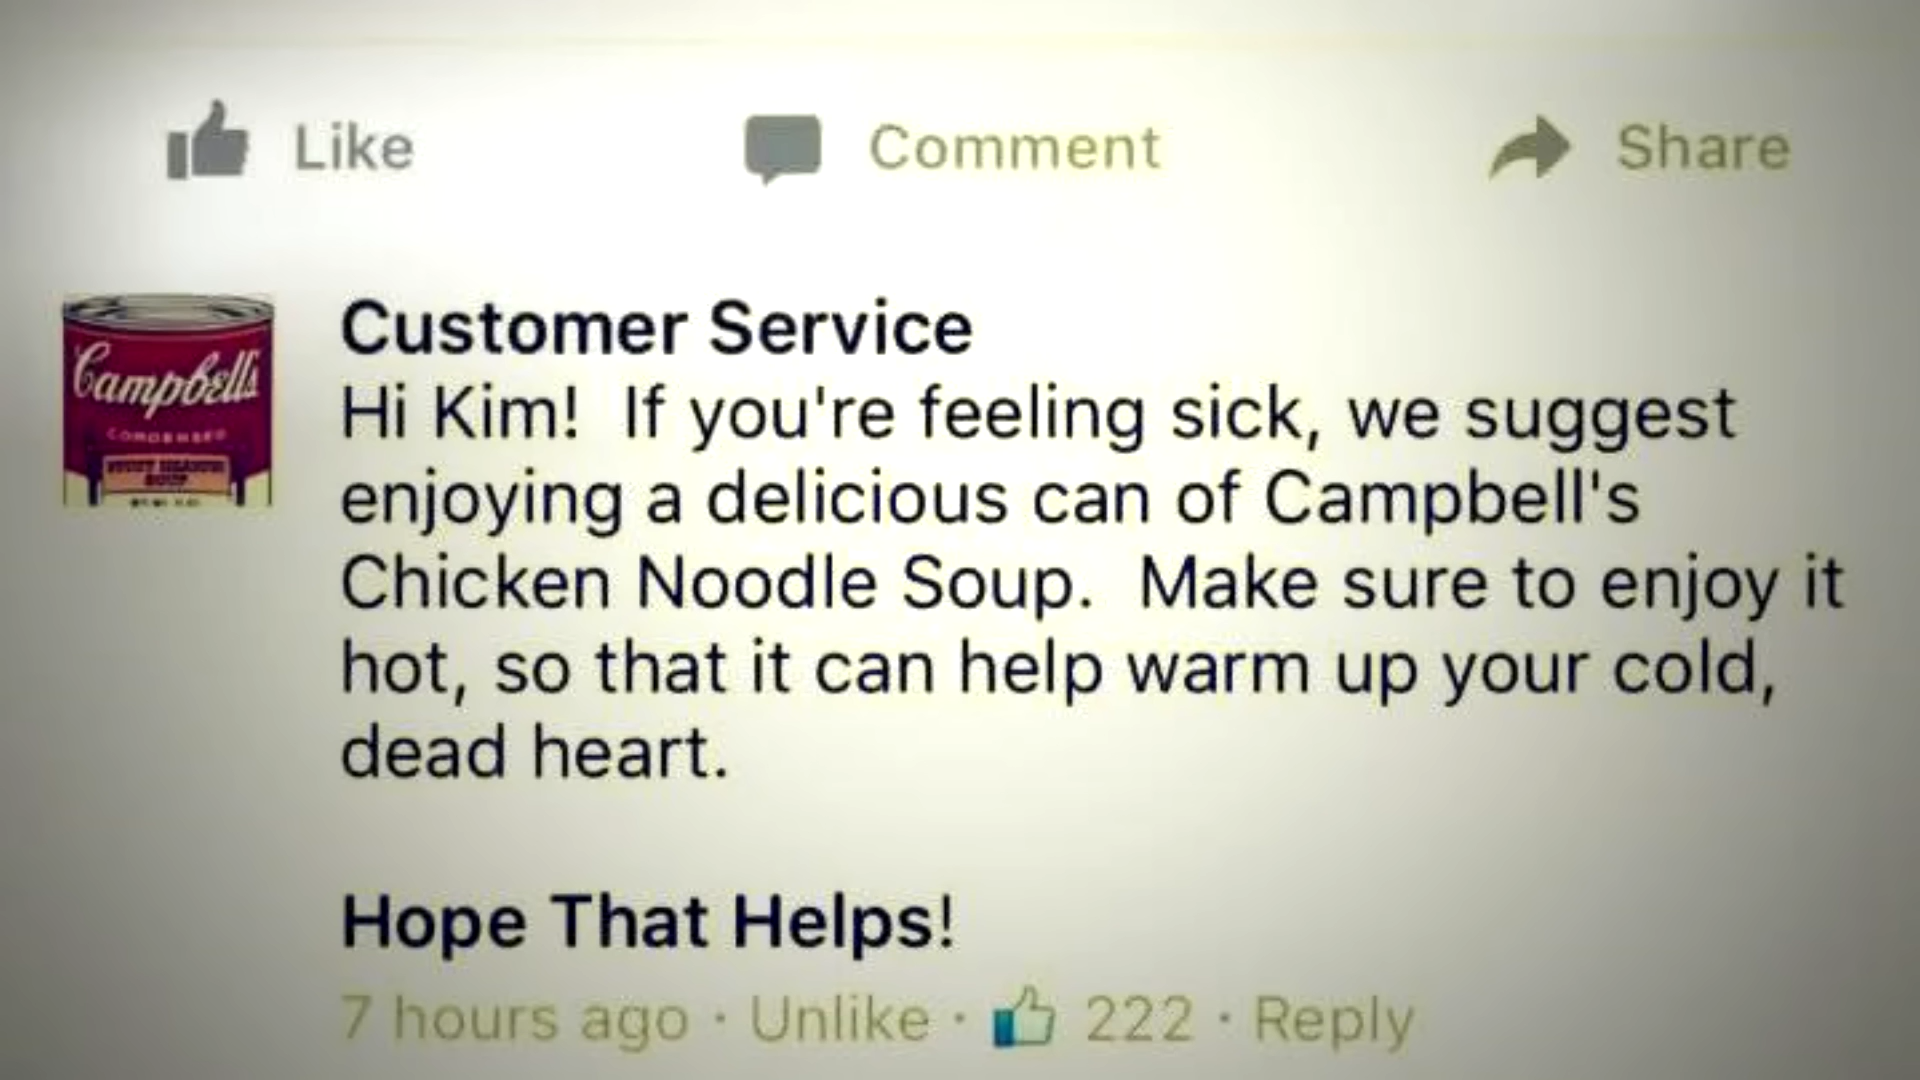 Like
Comment
Share
Campbell's
CONDENSED
SOUP
Customer Service
Hi Kim!  If you're feeling sick, we suggest
enjoying a delicious can of Campbell's
Chicken Noodle Soup.  Make sure to enjoy it
hot, so that it can help warm up your cold,
dead heart.
Hope That Helps!
7 hours ago · Unlike · 222 · Reply